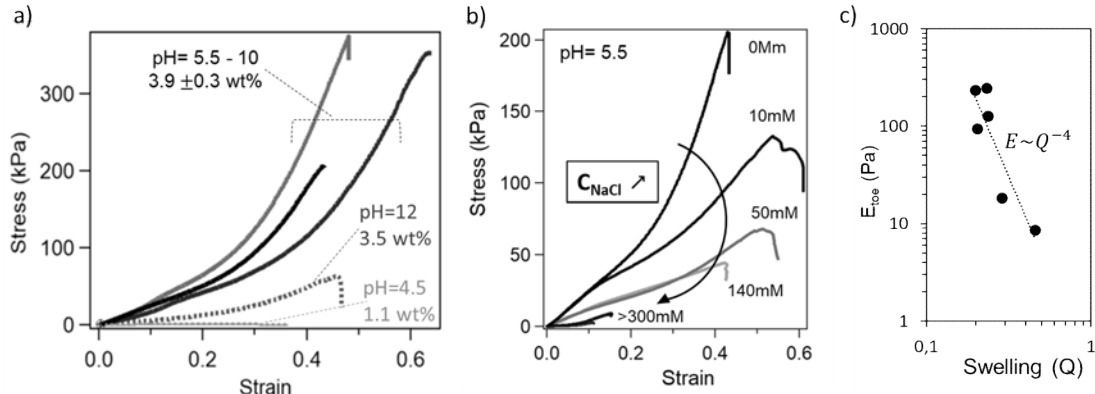 a)
pH= 5.5 - 10
3.9 ±0.3 wt%
pH=12
3.5 wt%
pH=4.5
1.1 wt%
300
200
100
0
0.0 0.2 0.4 0.6
Strain
Stress (kPa)
b)
pH= 5.5
0Mm
10mM
C_NaCl ↗
50mM
140mM
>300mM
200
150
100
50
0
0.0 0.2 0.4 0.6
Strain
Stress (kPa)
c)
1000
100
10
1
0,1 1
E~Q⁻⁴
E_toe (Pa)
Swelling (Q)